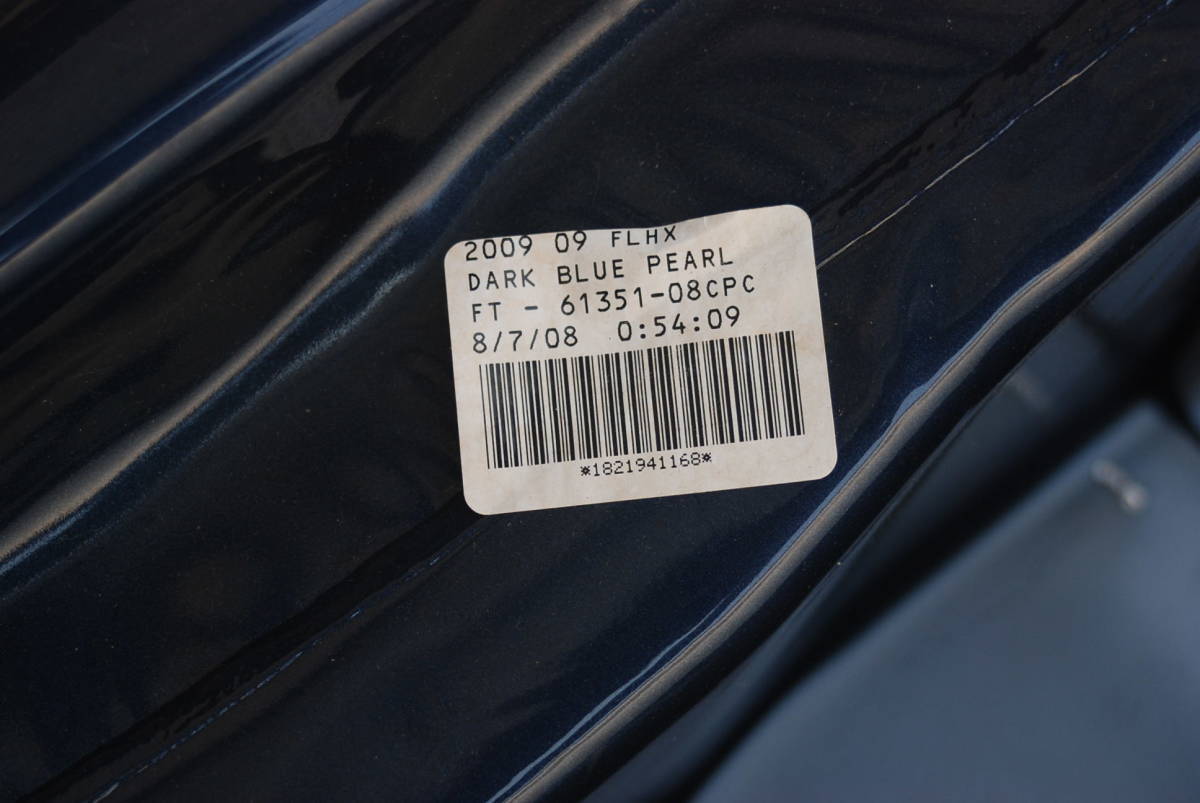 2009 09 FLHX
DARK BLUE PEARL
FT - 61351-08CPC
8/7/08 0:54:09
*1821941168*